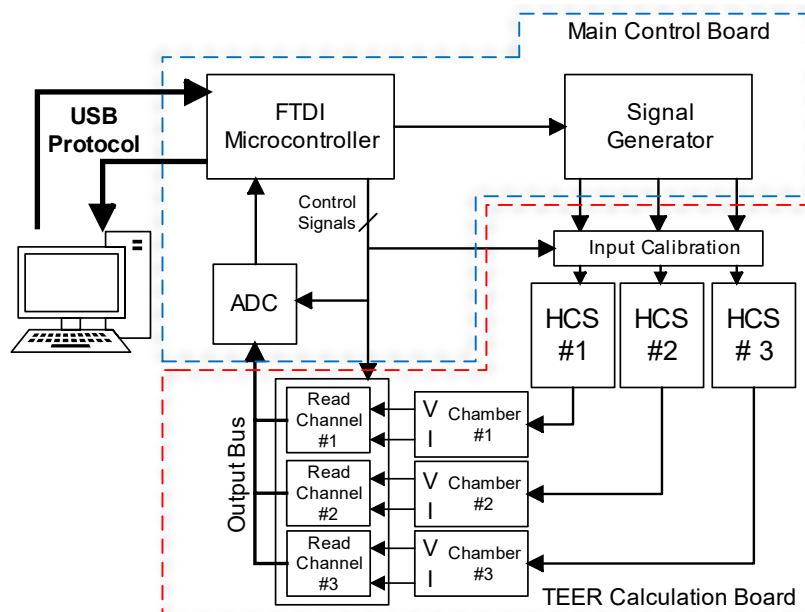 Main Control Board
USB
Protocol
FTDI
Microcontroller
Signal
Generator
Control
Signals
Input Calibration
ADC
HCS
#1
HCS
#2
HCS
# 3
Output Bus
Read
Channel
#1
V
I
Chamber
#1
Read
Channel
#2
V
I
Chamber
#2
Read
Channel
#3
V
I
Chamber
#3
TEER Calculation Board